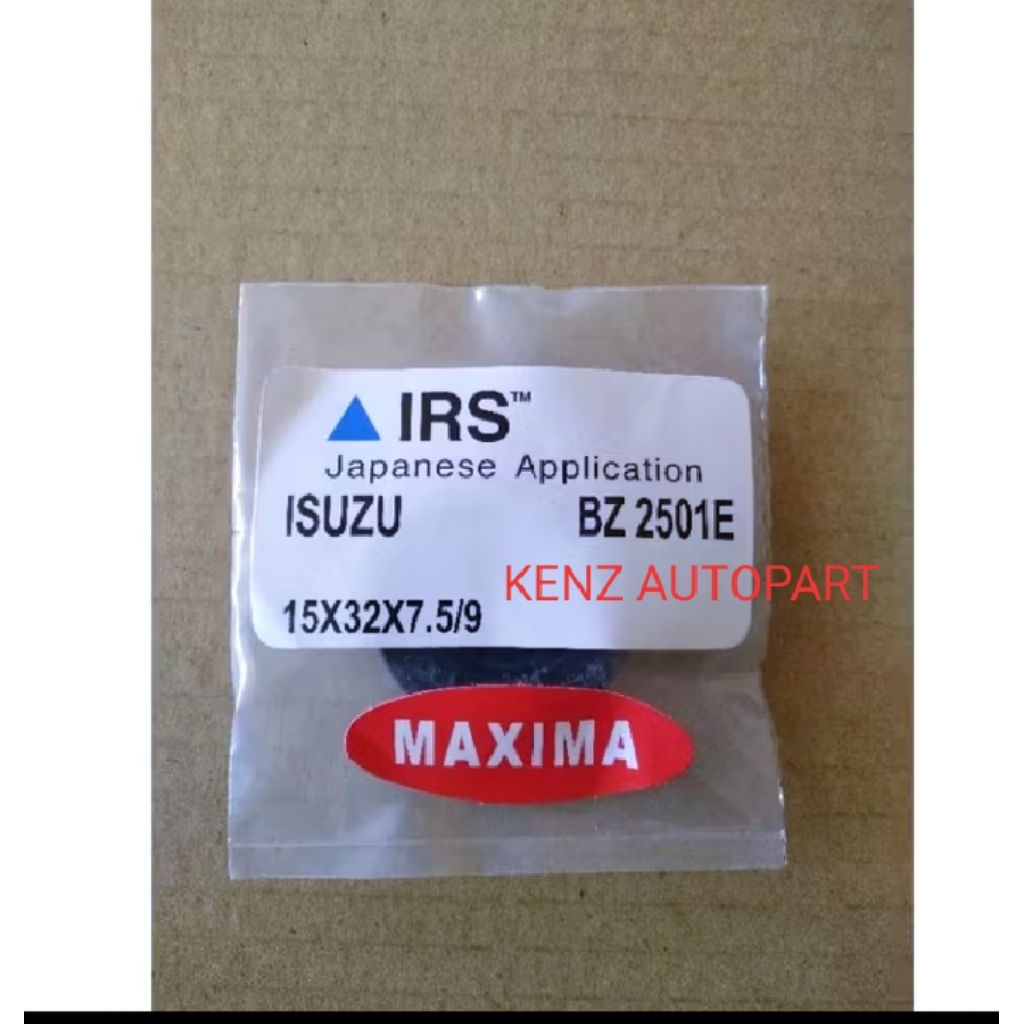 IRS™
Japanese Application
ISUZU BZ 2501E
KENZ AUTOPART
15X32X7.5/9
MAXIMA